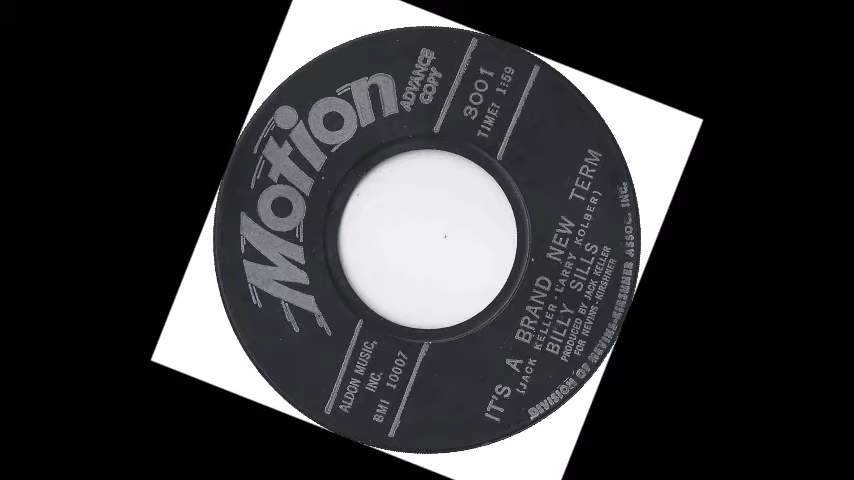 Motion
ADVANCE
COPY
3001
TIME: 1:59
ALDON MUSIC,
INC.
BMI 10007
IT'S A BRAND NEW TERM
(JACK KELLER - LARRY KOLBER)
BILLY SILLS
PRODUCED BY JACK KELLER
FOR NEVINS-KIRSHNER
DIVISION OF NEVINS-KIRSHNER ASSOC. INC.